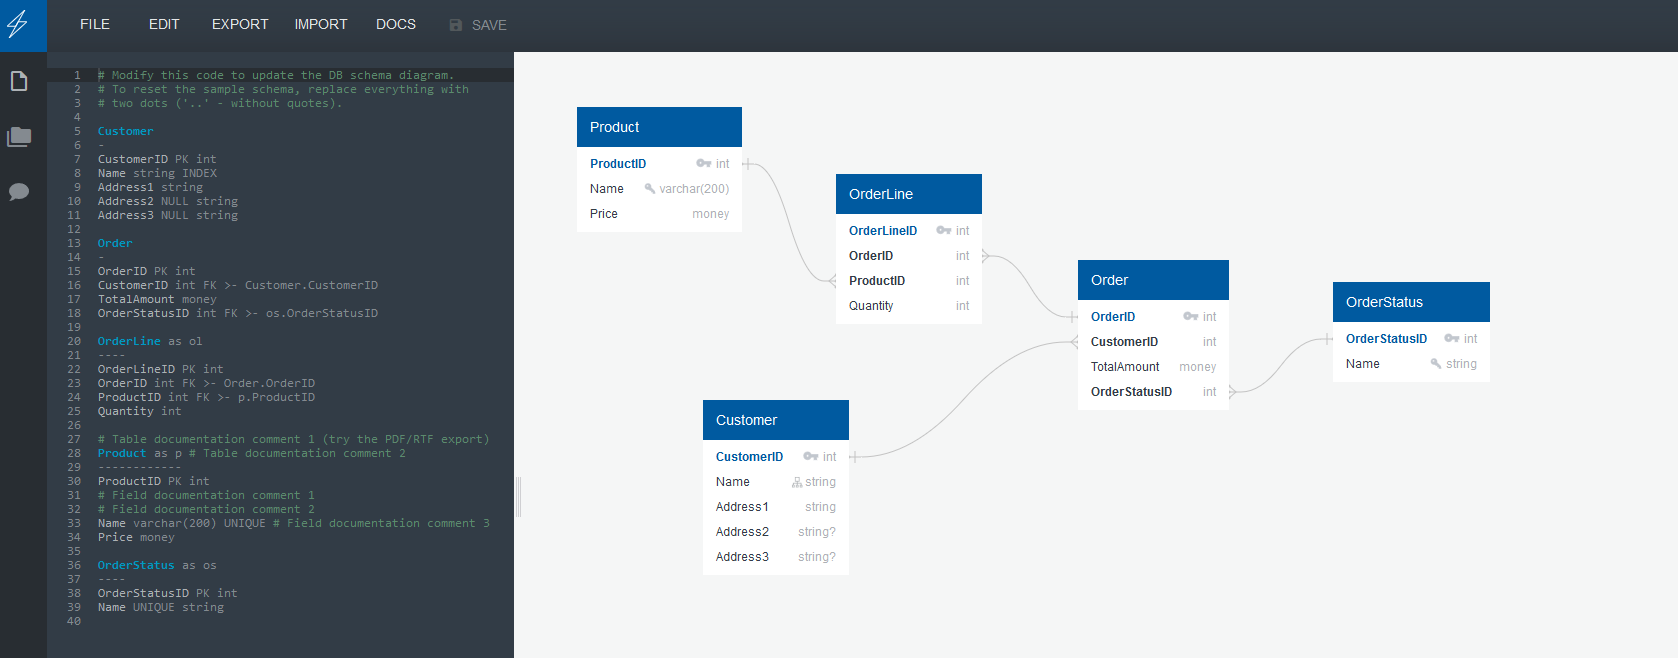 FILE EDIT EXPORT IMPORT DOCS SAVE
1 # Modify this code to update the DB schema diagram.
2 # To reset the sample schema, replace everything with
3 # two dots ('..' - without quotes).
4
5 Customer
6 -
7 CustomerID PK int
8 Name string INDEX
9 Address1 string
10 Address2 NULL string
11 Address3 NULL string
12
13 Order
14 -
15 OrderID PK int
16 CustomerID int FK >- Customer.CustomerID
17 TotalAmount money
18 OrderStatusID int FK >- os.OrderStatusID
19
20 OrderLine as ol
21 ----
22 OrderLineID PK int
23 OrderID int FK >- Order.OrderID
24 ProductID int FK >- p.ProductID
25 Quantity int
26
27 # Table documentation comment 1 (try the PDF/RTF export)
28 Product as p # Table documentation comment 2
29 ------------
30 ProductID PK int
31 # Field documentation comment 1
32 # Field documentation comment 2
33 Name varchar(200) UNIQUE # Field documentation comment 3
34 Price money
35
36 OrderStatus as os
37 ----
38 OrderStatusID PK int
39 Name UNIQUE string
40
Product
ProductID int
Name varchar(200)
Price money
OrderLine
OrderLineID int
OrderID int
ProductID int
Quantity int
Order
OrderID int
CustomerID int
TotalAmount money
OrderStatusID int
OrderStatus
OrderStatusID int
Name string
Customer
CustomerID int
Name string
Address1 string
Address2 string?
Address3 string?